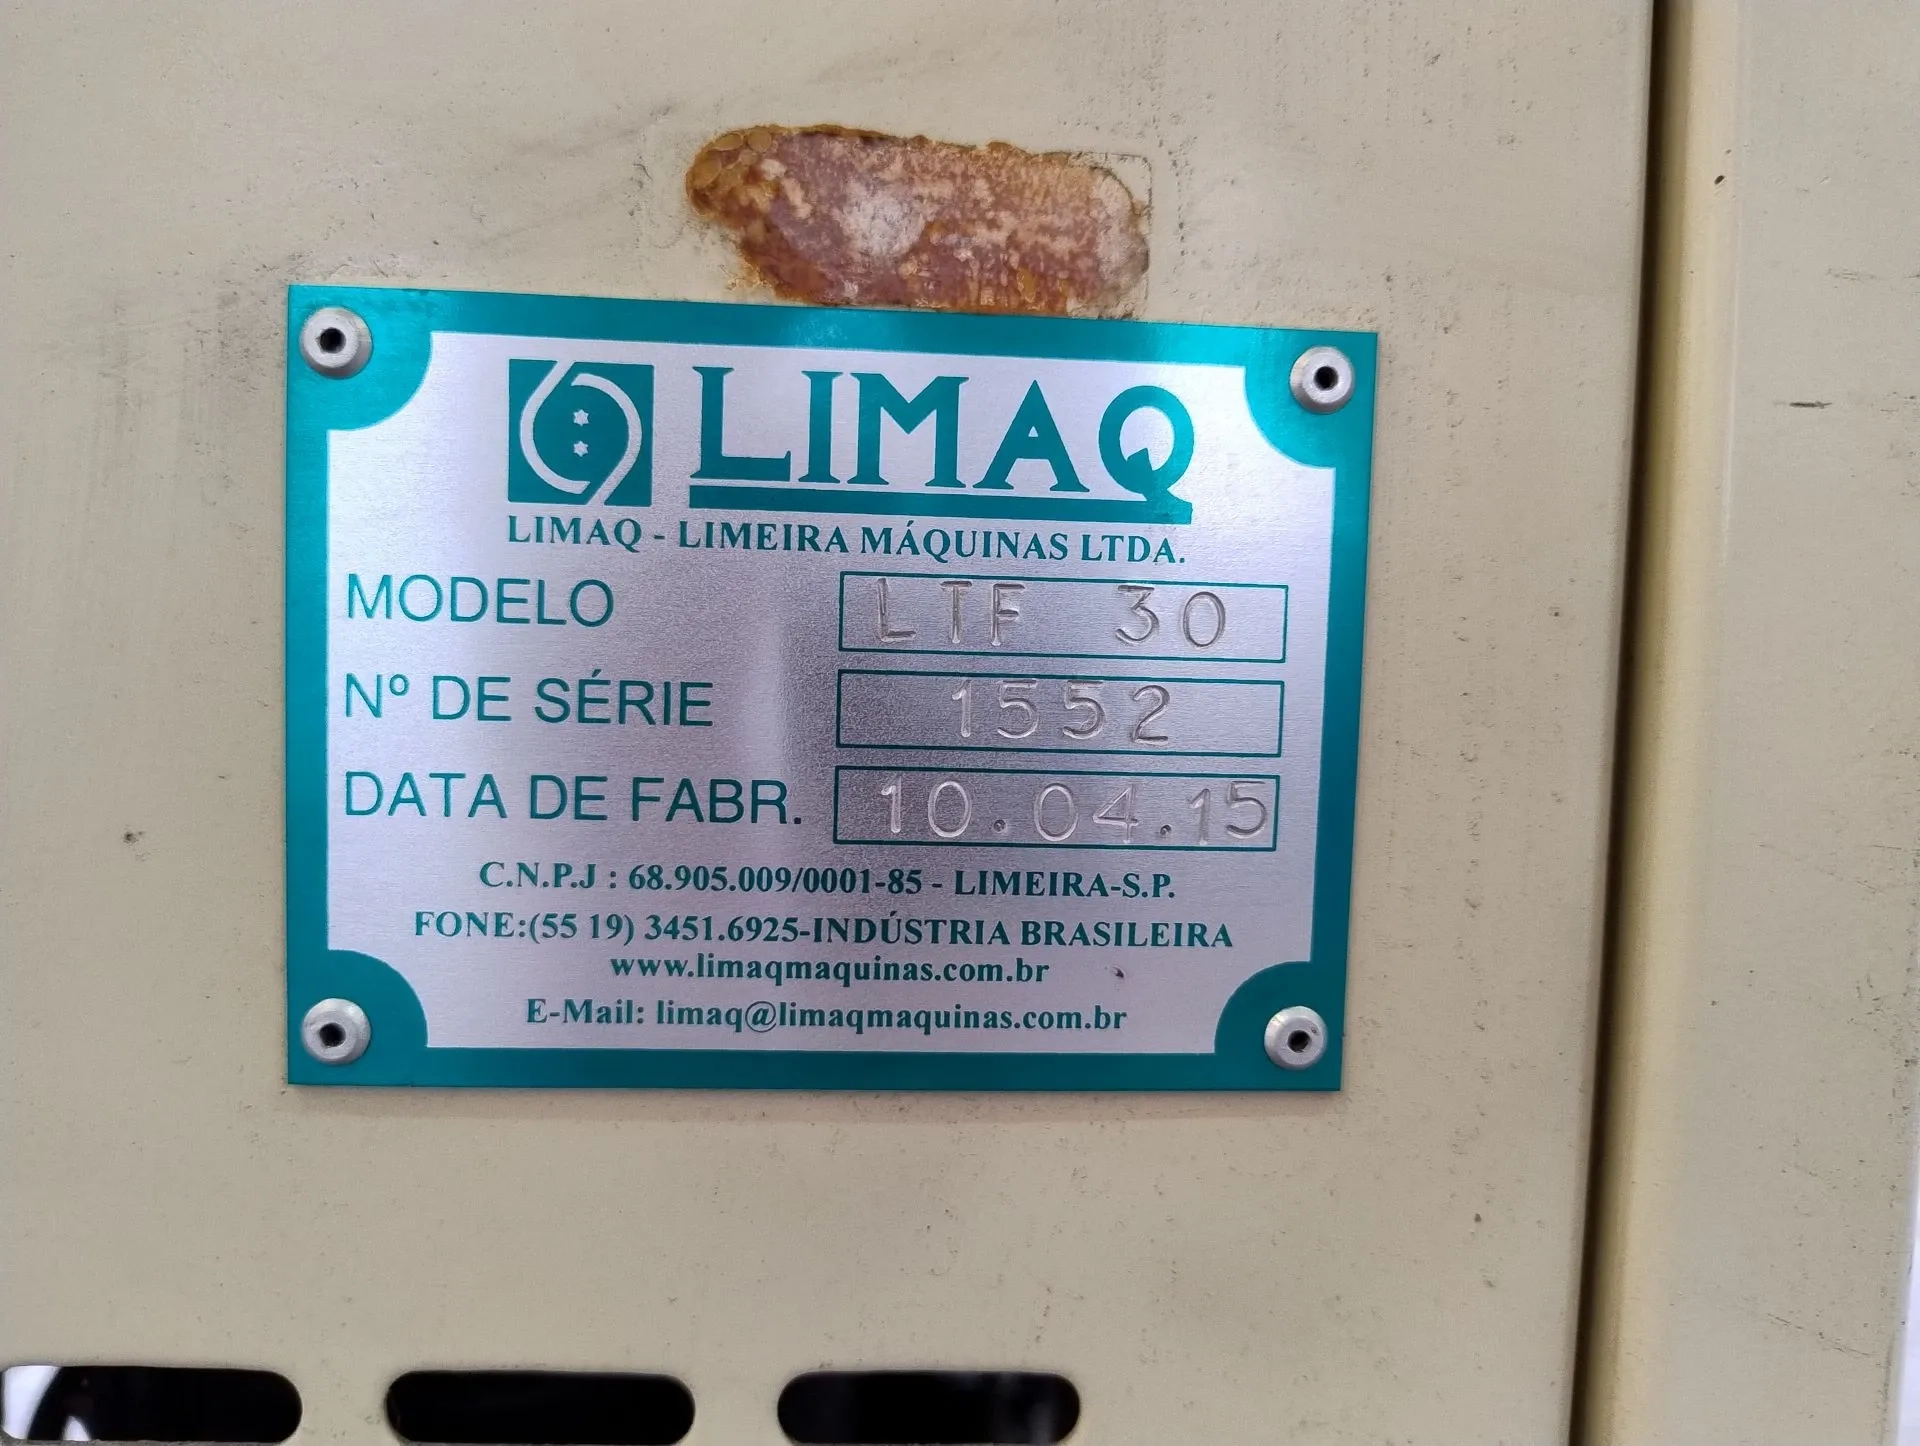 LIMAQ
LIMAQ - LIMEIRA MÁQUINAS LTDA.
MODELO LTF 30
Nº DE SÉRIE 1552
DATA DE FABR. 10.04.15
C.N.P.J : 68.905.009/0001-85 - LIMEIRA-S.P.
FONE:(55 19) 3451.6925-INDÚSTRIA BRASILEIRA
www.limaqmaquinas.com.br
E-Mail: limaq@limaqmaquinas.com.br